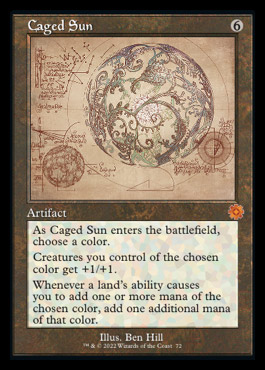 Caged Sun 6
Artifact
As Caged Sun enters the battlefield,
choose a color.
Creatures you control of the chosen
color get +1/+1.
Whenever a land's ability causes
you to add one or more mana of the
chosen color, add one additional mana
of that color.
Illus. Ben Hill
™ & © 2022 Wizards of the Coast 72